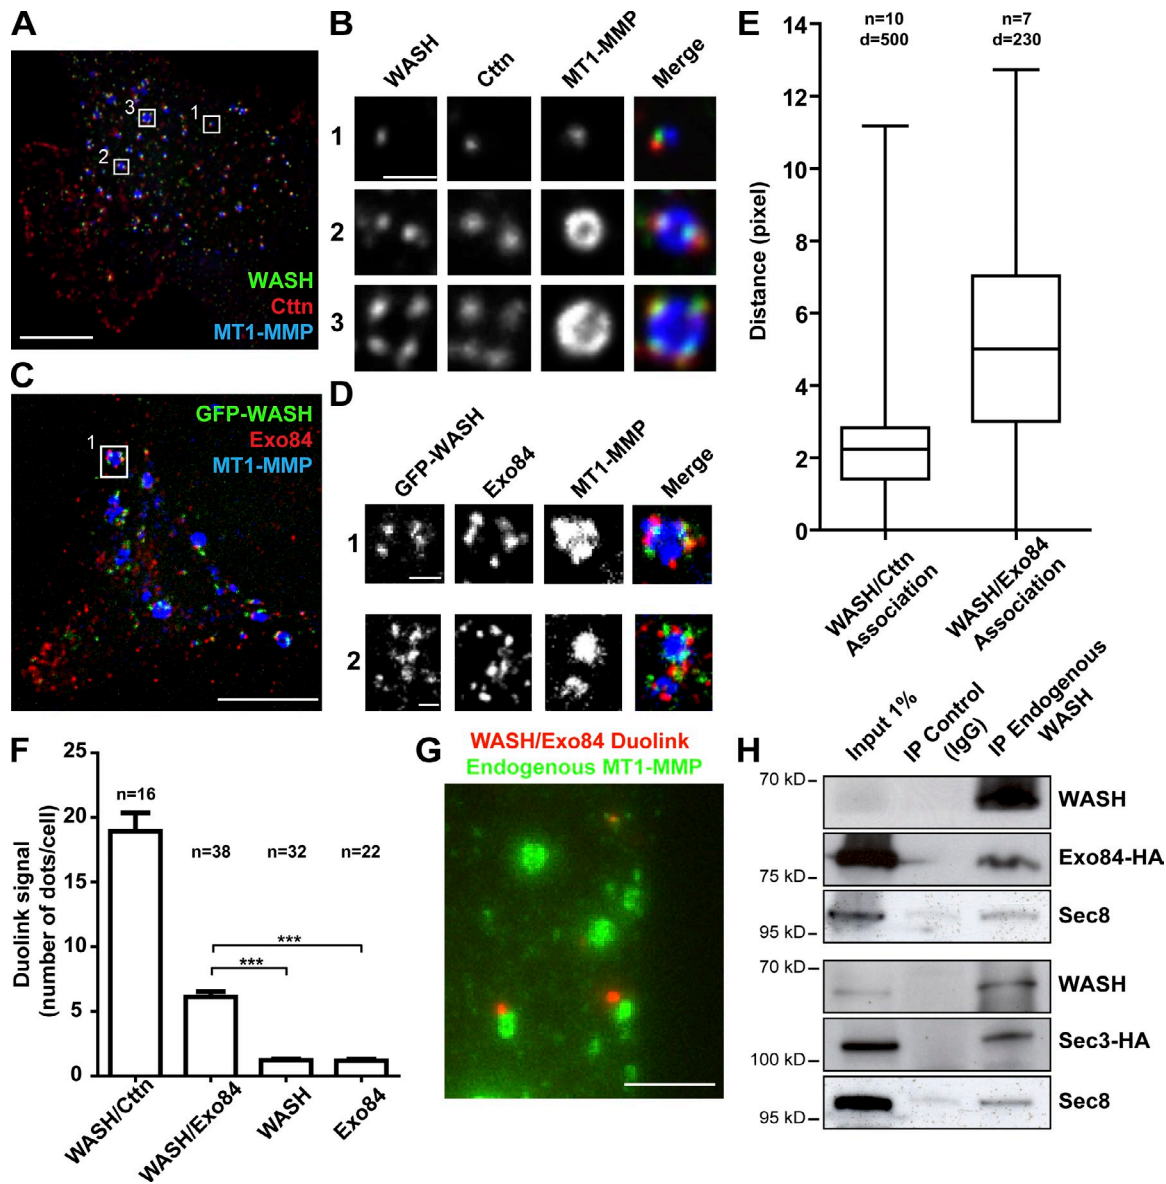 A
3
1
2
WASH
Cttn
MT1-MMP
B
WASH
Cttn
MT1-MMP
Merge
1
2
3
C
GFP-WASH
Exo84
MT1-MMP
1
D
GFP-WASH
Exo84
MT1-MMP
Merge
1
2
E
n=10
d=500
n=7
d=230
Distance (pixel)
14
12
10
8
6
4
2
0
WASH/Cttn
Association
WASH/Exo84
Association
F
Duolink signal
(number of dots/cell)
25
20
15
10
5
0
n=16
n=38
n=32
n=22
***
***
WASH/Cttn
WASH/Exo84
WASH
Exo84
G
WASH/Exo84 Duolink
Endogenous MT1-MMP
H
Input 1%
IP Control
(IgG)
IP Endogenous
WASH
70 kD
WASH
Exo84-HA
75 kD
Sec8
95 kD
70 kD
WASH
Sec3-HA
100 kD
Sec8
95 kD